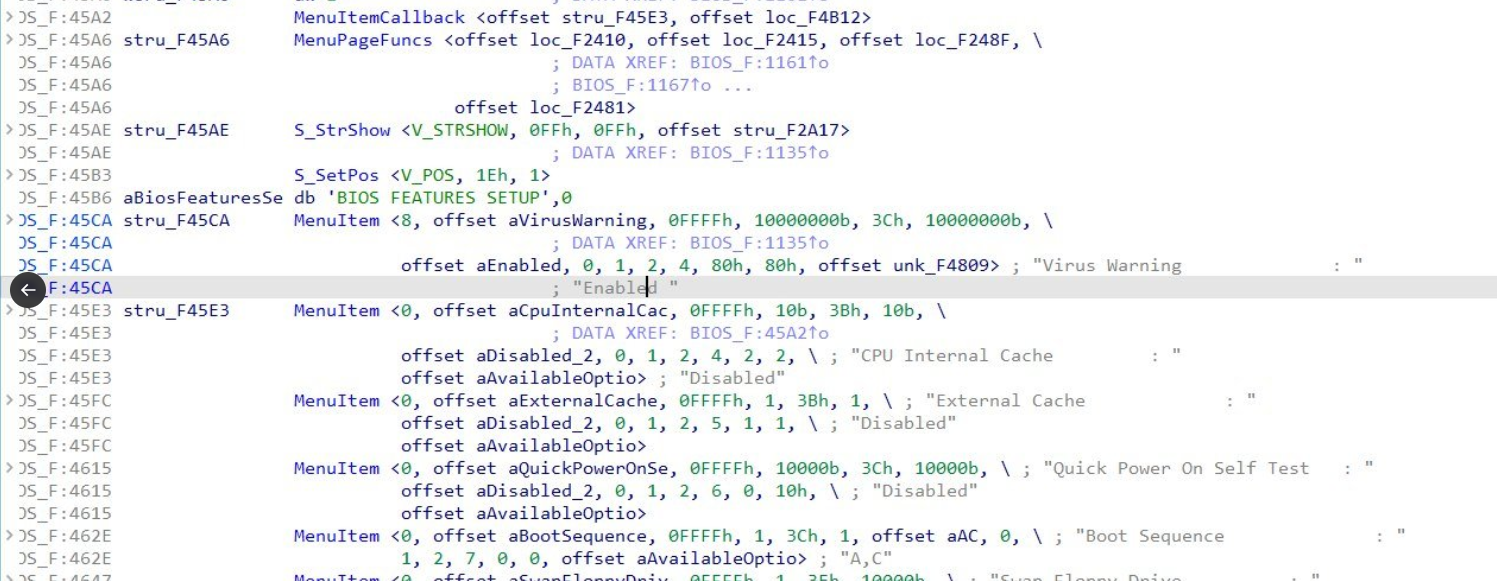 OS_F:45A2 MenuItemCallback <offset stru_F45E3, offset loc_F4B12>
OS_F:45A6 stru_F45A6 MenuPageFuncs <offset loc_F2410, offset loc_F2415, offset loc_F248F, \
OS_F:45A6 ; DATA XREF: BIOS_F:1161↑o
OS_F:45A6 ; BIOS_F:1167↑o ...
OS_F:45A6 offset loc_F2481>
OS_F:45AE stru_F45AE S_StrShow <V_STRSHOW, 0FFh, 0FFh, offset stru_F2A17>
OS_F:45AE ; DATA XREF: BIOS_F:1135↑o
OS_F:45B3 S_SetPos <V_POS, 1Eh, 1>
OS_F:45B6 aBiosFeaturesSe db 'BIOS FEATURES SETUP',0
OS_F:45CA stru_F45CA MenuItem <8, offset aVirusWarning, 0FFFFh, 10000000b, 3Ch, 10000000b, \
OS_F:45CA ; DATA XREF: BIOS_F:1135↑o
OS_F:45CA offset aEnabled, 0, 1, 2, 4, 80h, 80h, offset unk_F4809> ; "Virus Warning : "
F:45CA ; "Enabled "
OS_F:45E3 stru_F45E3 MenuItem <0, offset aCpuInternalCac, 0FFFFh, 10b, 3Bh, 10b, \
OS_F:45E3 ; DATA XREF: BIOS_F:45A2↑o
OS_F:45E3 offset aDisabled_2, 0, 1, 2, 4, 2, 2, \ ; "CPU Internal Cache : "
OS_F:45E3 offset aAvailableOptio> ; "Disabled"
OS_F:45FC MenuItem <0, offset aExternalCache, 0FFFFh, 1, 3Bh, 1, \ ; "External Cache : "
OS_F:45FC offset aDisabled_2, 0, 1, 2, 5, 1, 1, \ ; "Disabled"
OS_F:45FC offset aAvailableOptio>
OS_F:4615 MenuItem <0, offset aQuickPowerOnSe, 0FFFFh, 10000b, 3Ch, 10000b, \ ; "Quick Power On Self Test : "
OS_F:4615 offset aDisabled_2, 0, 1, 2, 6, 0, 10h, \ ; "Disabled"
OS_F:4615 offset aAvailableOptio>
OS_F:462E MenuItem <0, offset aBootSequence, 0FFFFh, 1, 3Ch, 1, offset aAC, 0, \ ; "Boot Sequence : "
OS_F:462E 1, 2, 7, 0, 0, offset aAvailableOptio> ; "A,C"